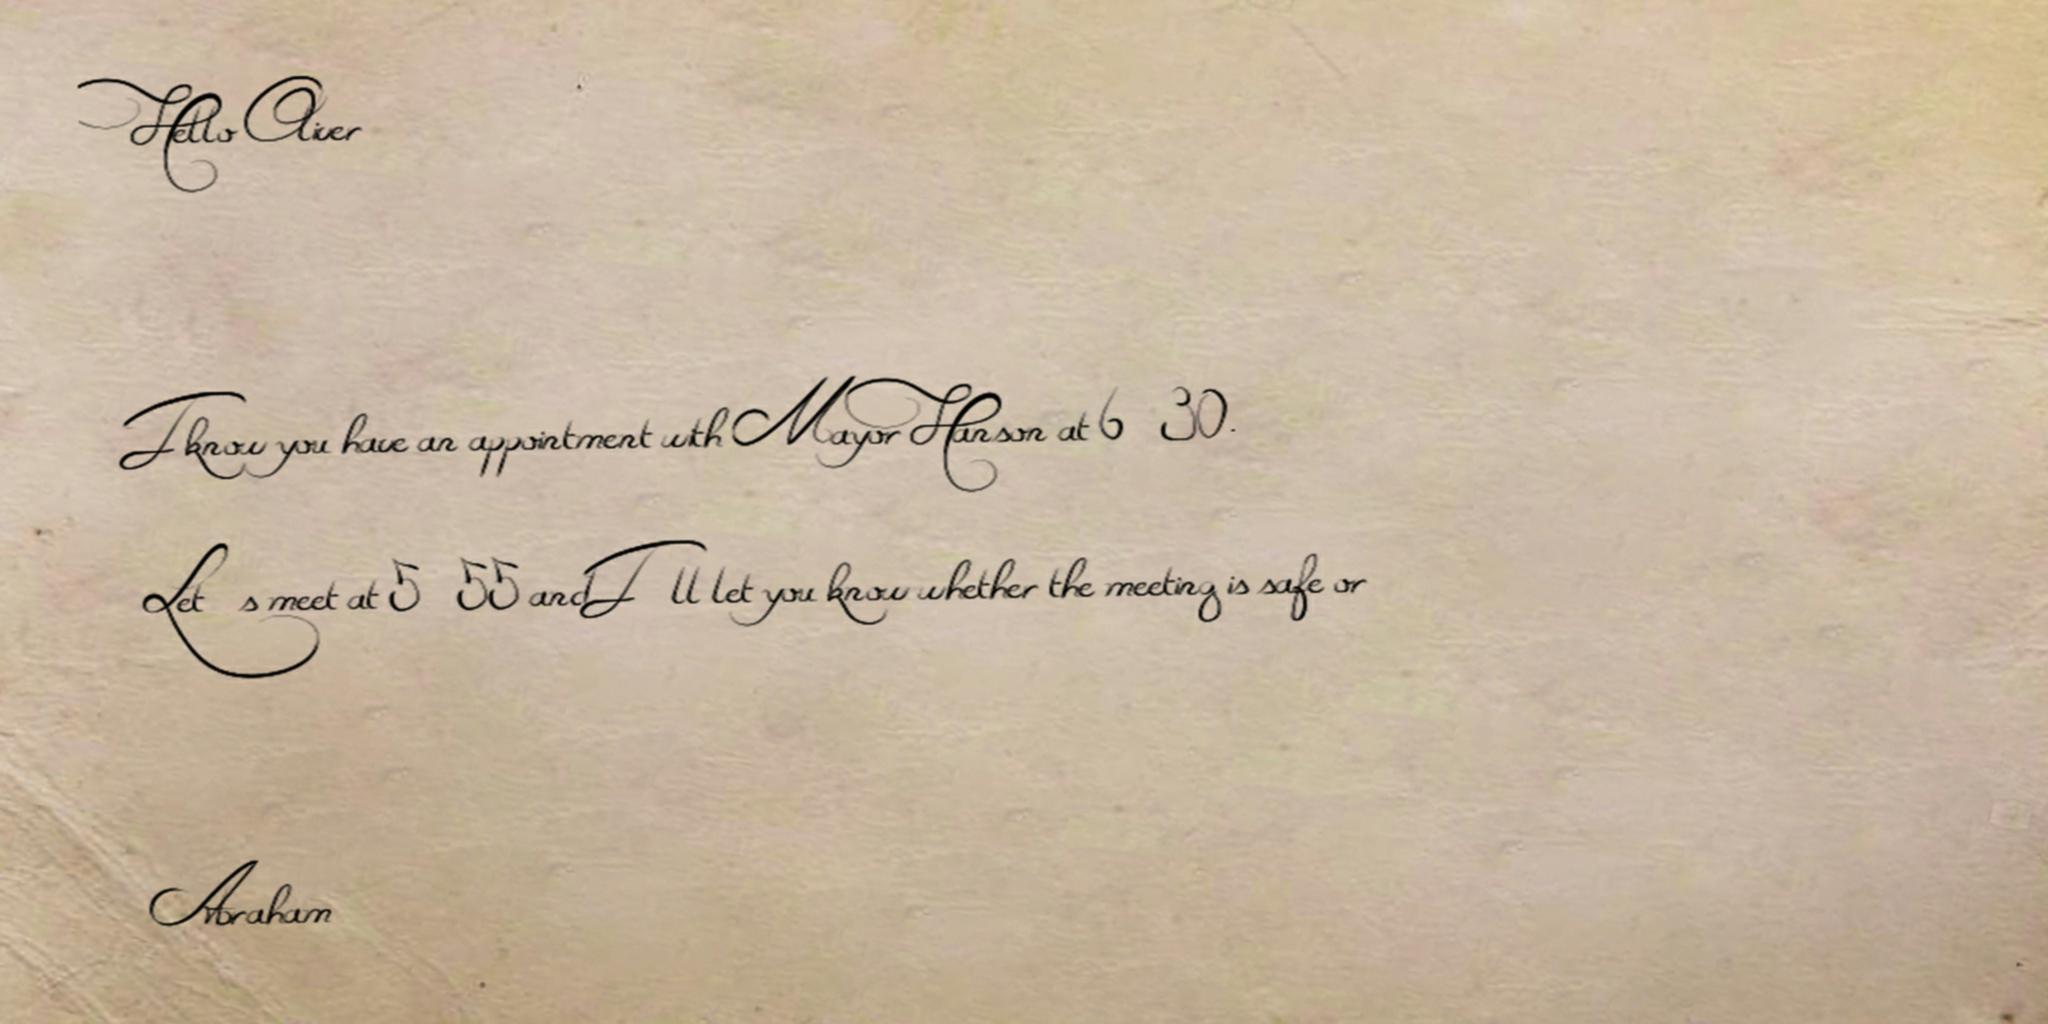 Hello Oliver
I know you have an appointment with Mayor Hanson at 6 30.
Let s meet at 5 55 and I ll let you know whether the meeting is safe or
Abraham